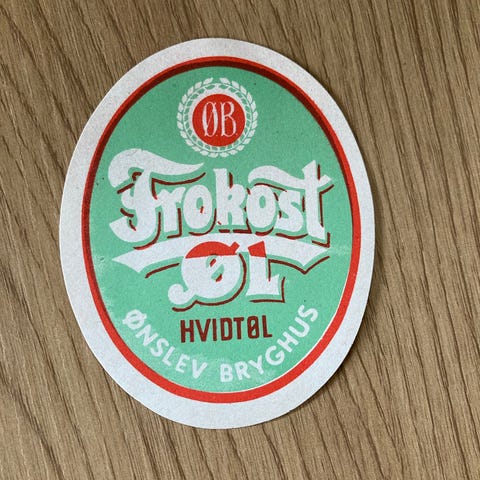 ØB
Frokost
ØL
HVIDTØL
ØNSLEV BRYGHUS